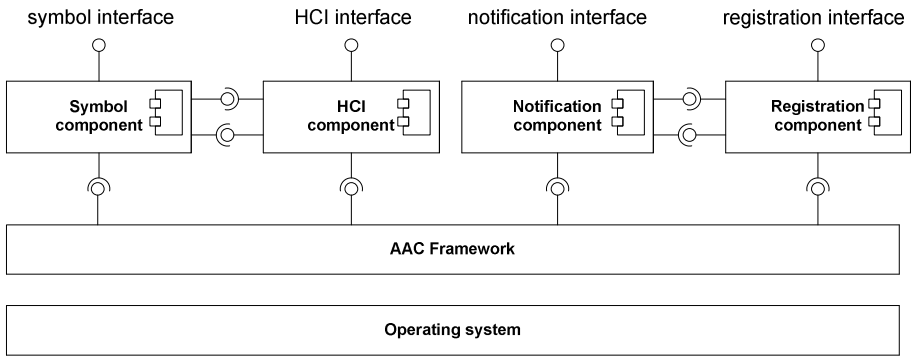 symbol interface
HCI interface
notification interface
registration interface
Symbol
component
HCI
component
Notification
component
Registration
component
AAC Framework
Operating system